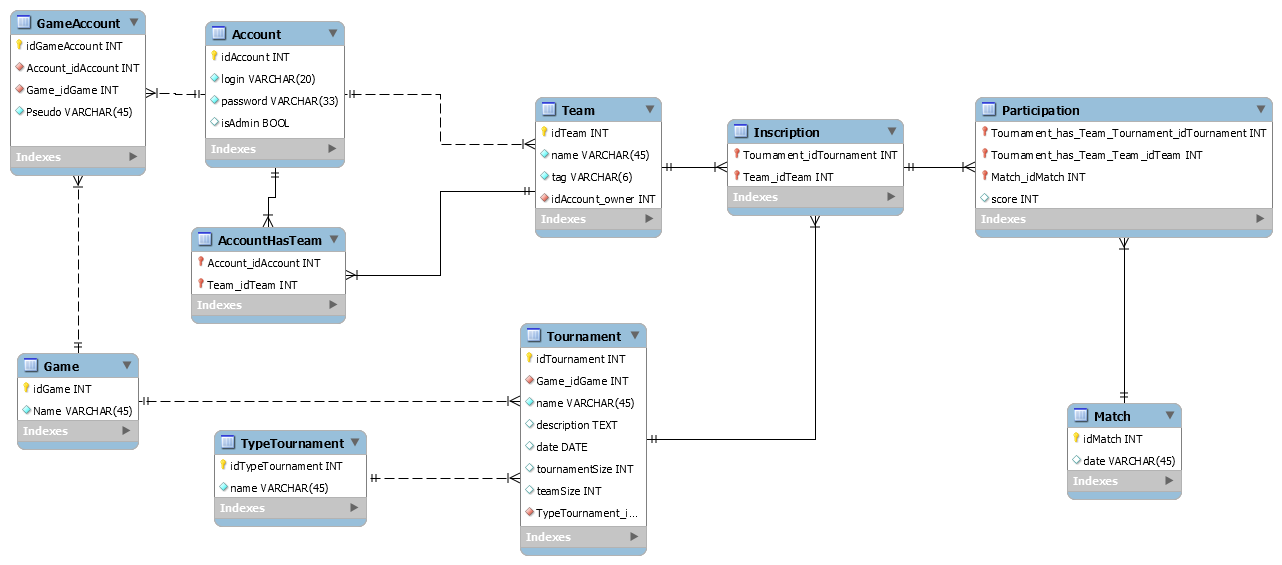 GameAccount
idGameAccount INT
Account_idAccount INT
Game_idGame INT
Pseudo VARCHAR(45)
Indexes
Account
idAccount INT
login VARCHAR(20)
password VARCHAR(33)
isAdmin BOOL
Indexes
AccountHasTeam
Account_idAccount INT
Team_idTeam INT
Indexes
Team
idTeam INT
name VARCHAR(45)
tag VARCHAR(6)
idAccount_owner INT
Indexes
Inscription
Tournament_idTournament INT
Team_idTeam INT
Indexes
Participation
Tournament_has_Team_Tournament_idTournament INT
Tournament_has_Team_Team_idTeam INT
Match_idMatch INT
score INT
Indexes
Game
idGame INT
Name VARCHAR(45)
Indexes
TypeTournament
idTypeTournament INT
name VARCHAR(45)
Indexes
Tournament
idTournament INT
Game_idGame INT
name VARCHAR(45)
description TEXT
date DATE
tournamentSize INT
teamSize INT
TypeTournament_i...
Indexes
Match
idMatch INT
date VARCHAR(45)
Indexes